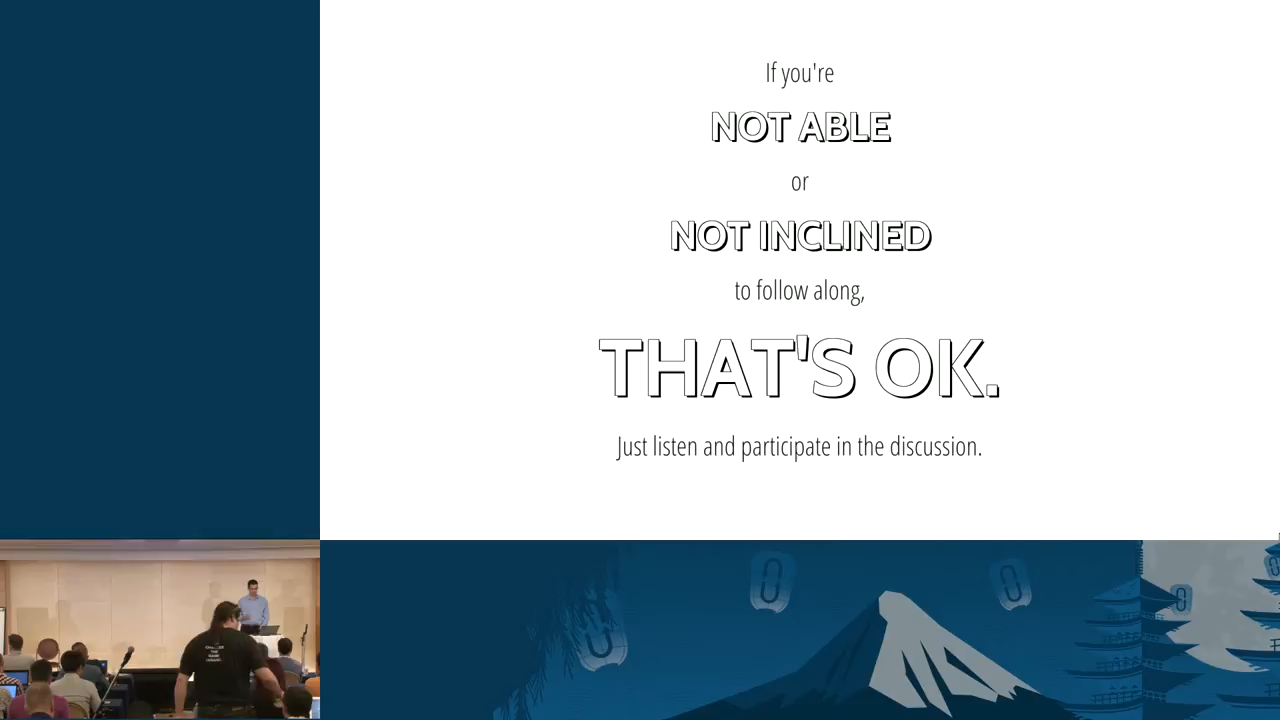 If you're
NOT ABLE
or
NOT INCLINED
to follow along,
THAT'S OK.
Just listen and participate in the discussion.